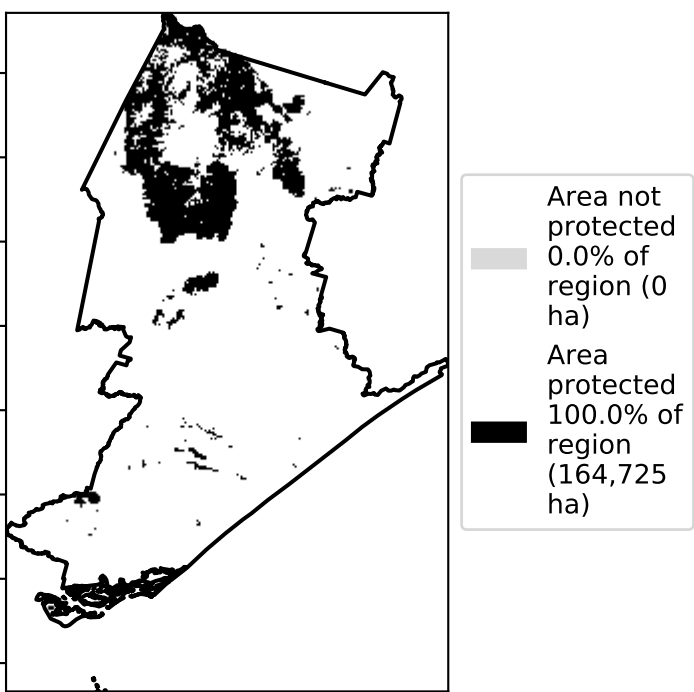 Area not
protected
0.0% of
region (0
ha)
Area
protected
100.0% of
region
(164,725
ha)